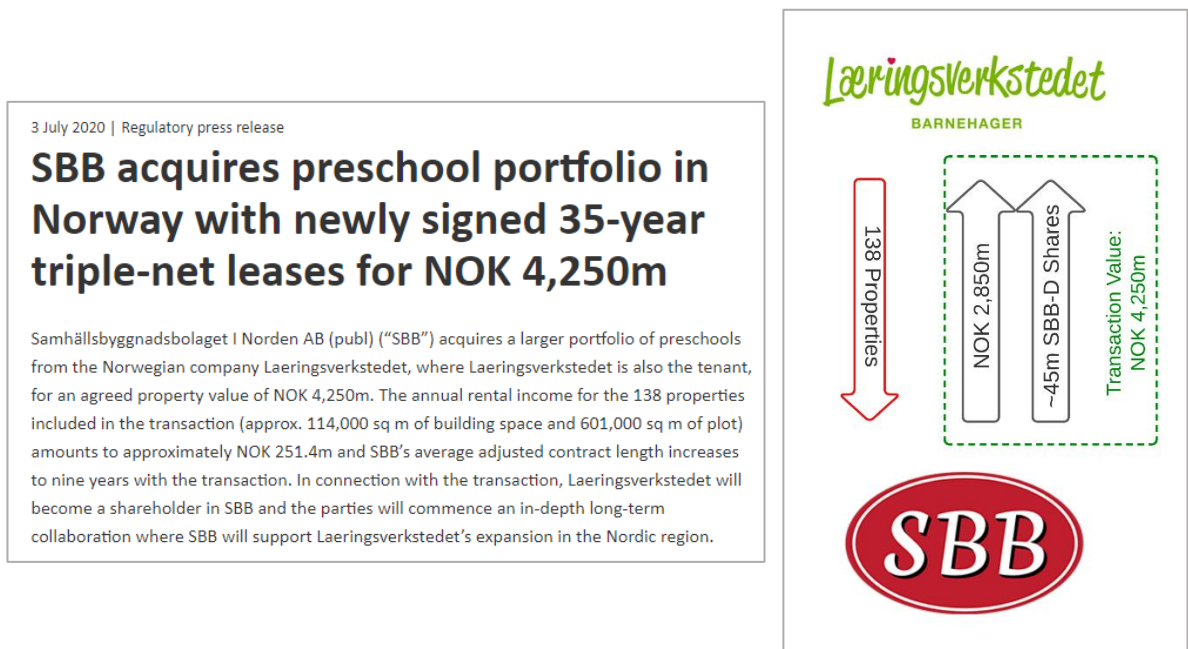 3 July 2020 | Regulatory press release
SBB acquires preschool portfolio in
Norway with newly signed 35-year
triple-net leases for NOK 4,250m
Samhällsbyggnadsbolaget I Norden AB (publ) (“SBB”) acquires a larger portfolio of preschools
from the Norwegian company Laeringsverkstedet, where Laeringsverkstedet is also the tenant,
for an agreed property value of NOK 4,250m. The annual rental income for the 138 properties
included in the transaction (approx. 114,000 sq m of building space and 601,000 sq m of plot)
amounts to approximately NOK 251.4m and SBB’s average adjusted contract length increases
to nine years with the transaction. In connection with the transaction, Laeringsverkstedet will
become a shareholder in SBB and the parties will commence an in-depth long-term
collaboration where SBB will support Laeringsverkstedet’s expansion in the Nordic region.
Læringsverkstedet
BARNEHAGER
138 Properties
NOK 2,850m
~45m SBB-D Shares
Transaction Value:
NOK 4,250m
SBB